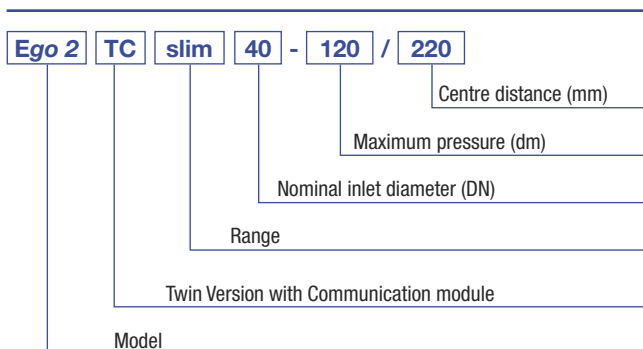 Ego 2 TC slim 40 - 120 / 220
Centre distance (mm)
Maximum pressure (dm)
Nominal inlet diameter (DN)
Range
Twin Version with Communication module
Model